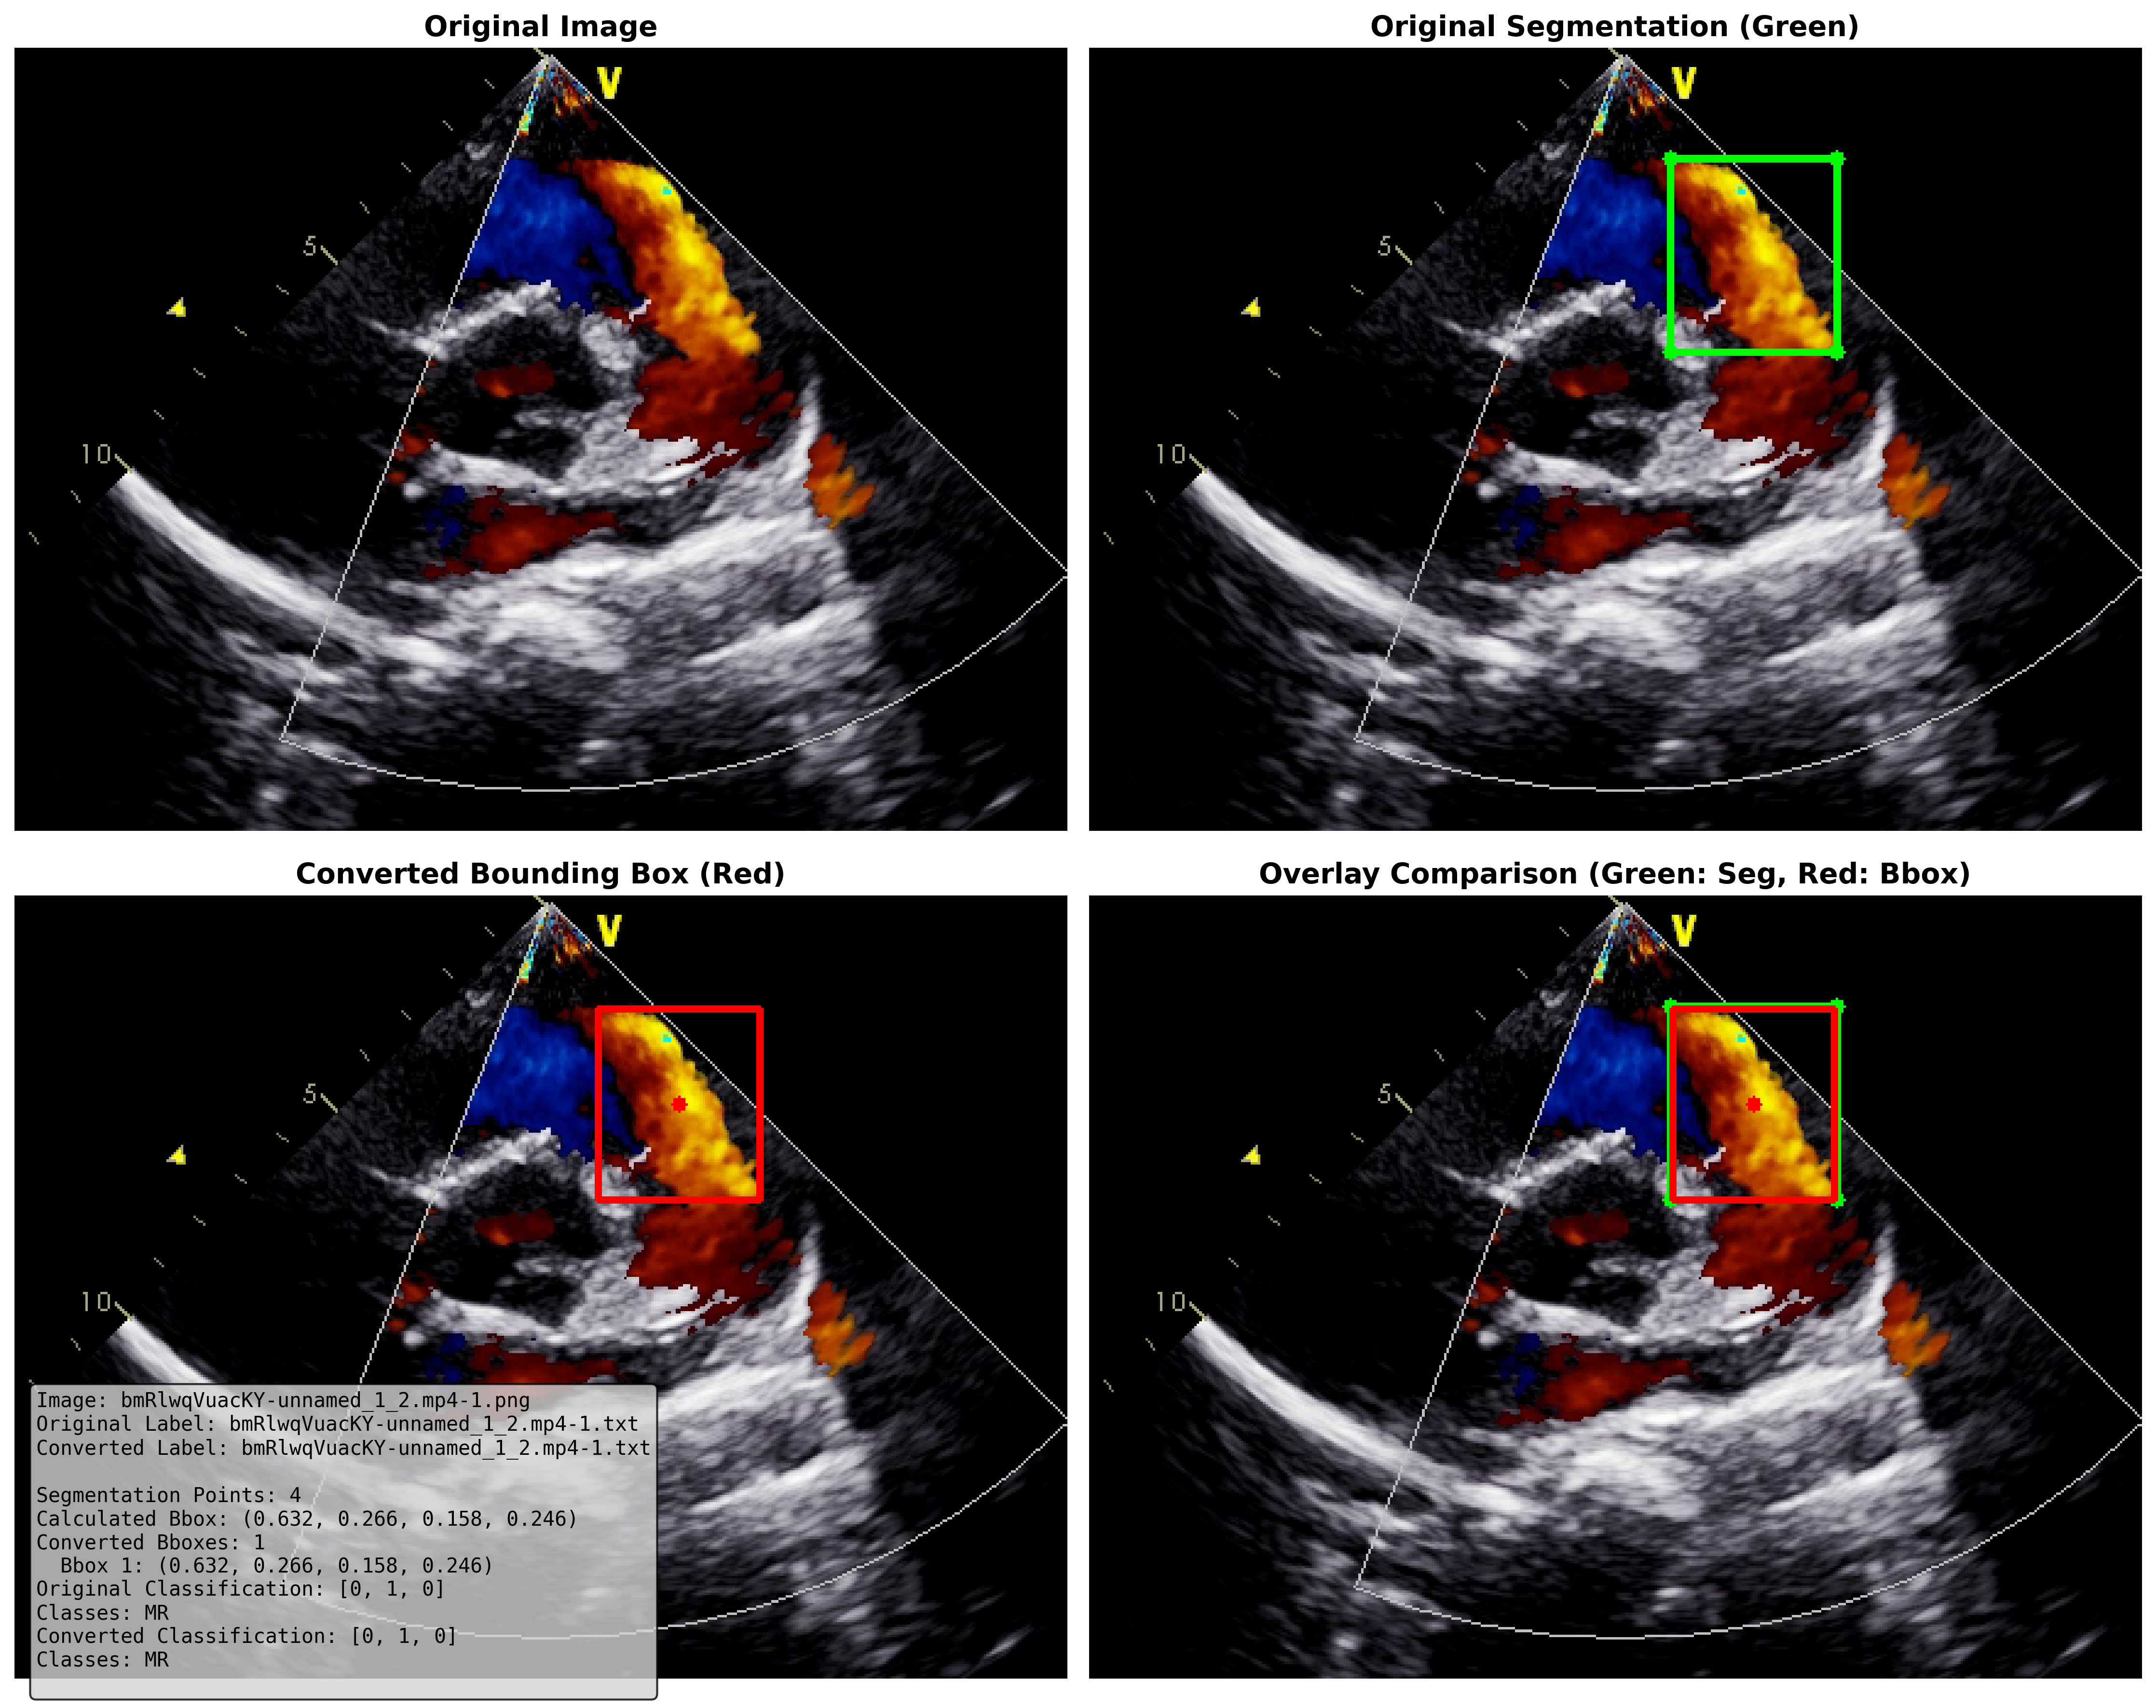 Original Image
Original Segmentation (Green)
V
5
10
V
5
10
Converted Bounding Box (Red)
Overlay Comparison (Green: Seg, Red: Bbox)
V
5
10
V
5
10
Image: bmRlwqVuacKY-unnamed_1_2.mp4-1.png
Original Label: bmRlwqVuacKY-unnamed_1_2.mp4-1.txt
Converted Label: bmRlwqVuacKY-unnamed_1_2.mp4-1.txt
Segmentation Points: 4
Calculated Bbox: (0.632, 0.266, 0.158, 0.246)
Converted Bboxes: 1
Bbox 1: (0.632, 0.266, 0.158, 0.246)
Original Classification: [0, 1, 0]
Classes: MR
Converted Classification: [0, 1, 0]
Classes: MR